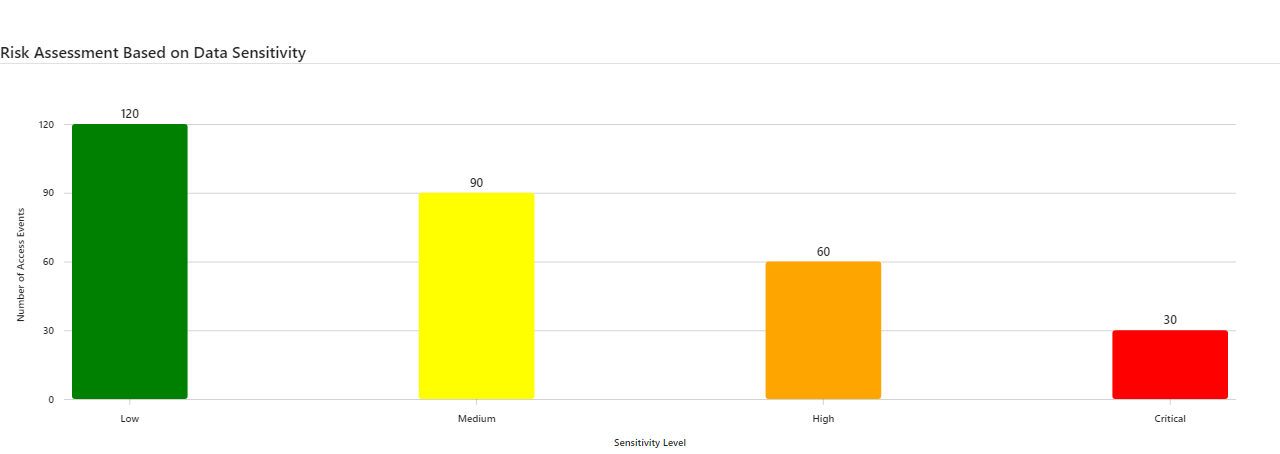 Risk Assessment Based on Data Sensitivity
120
90
60
30
120
90
60
30
0
Number of Access Events
Low
Medium
High
Critical
Sensitivity Level